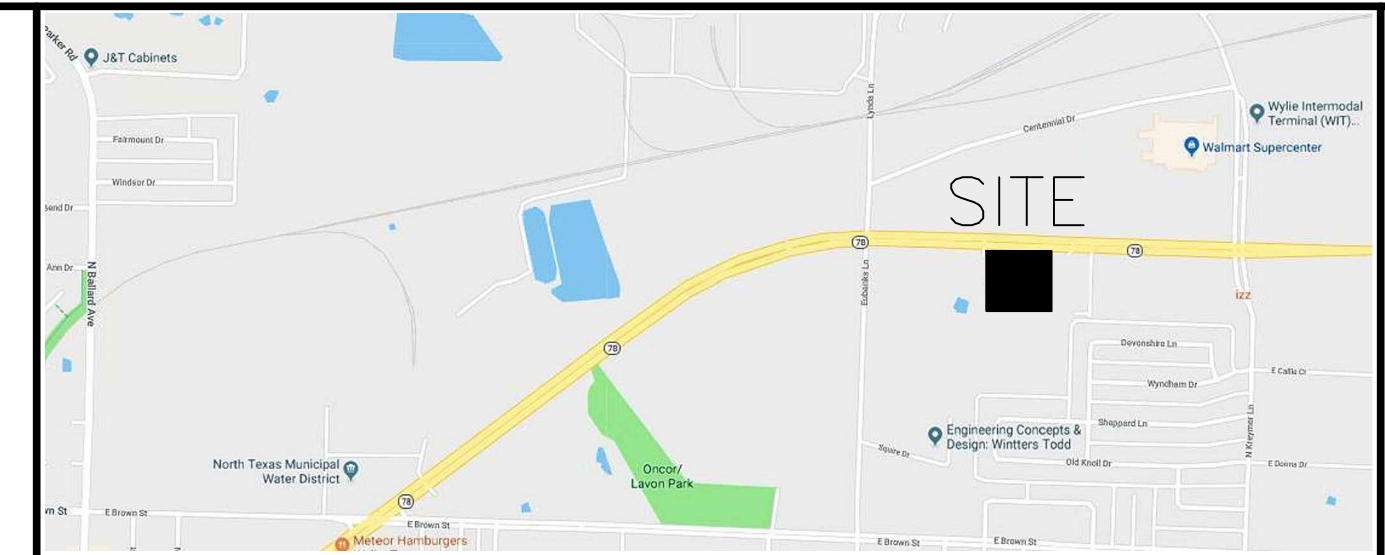 Parker Rd
J&T Cabinets
Fairmount Dr
Windsor Dr
Bend Dr
Ann Dr
N Ballard Ave
Lynda Ln
Centennial Dr
Wylie Intermodal
Terminal (WIT)...
Walmart Supercenter
SITE
78
78
Eubanks Ln
izz
78
Devonshire Ln
E Callie Ct
Wyndham Dr
Sheppard Ln
N Kreymer Ln
Engineering Concepts &
Design: Wintters Todd
Squire Dr
Old Knoll Dr
E Donna Dr
North Texas Municipal
Water District
Oncor/
Lavon Park
78
wn St
E Brown St
E Brown St
Meteor Hamburgers
E Brown St
E Brown St